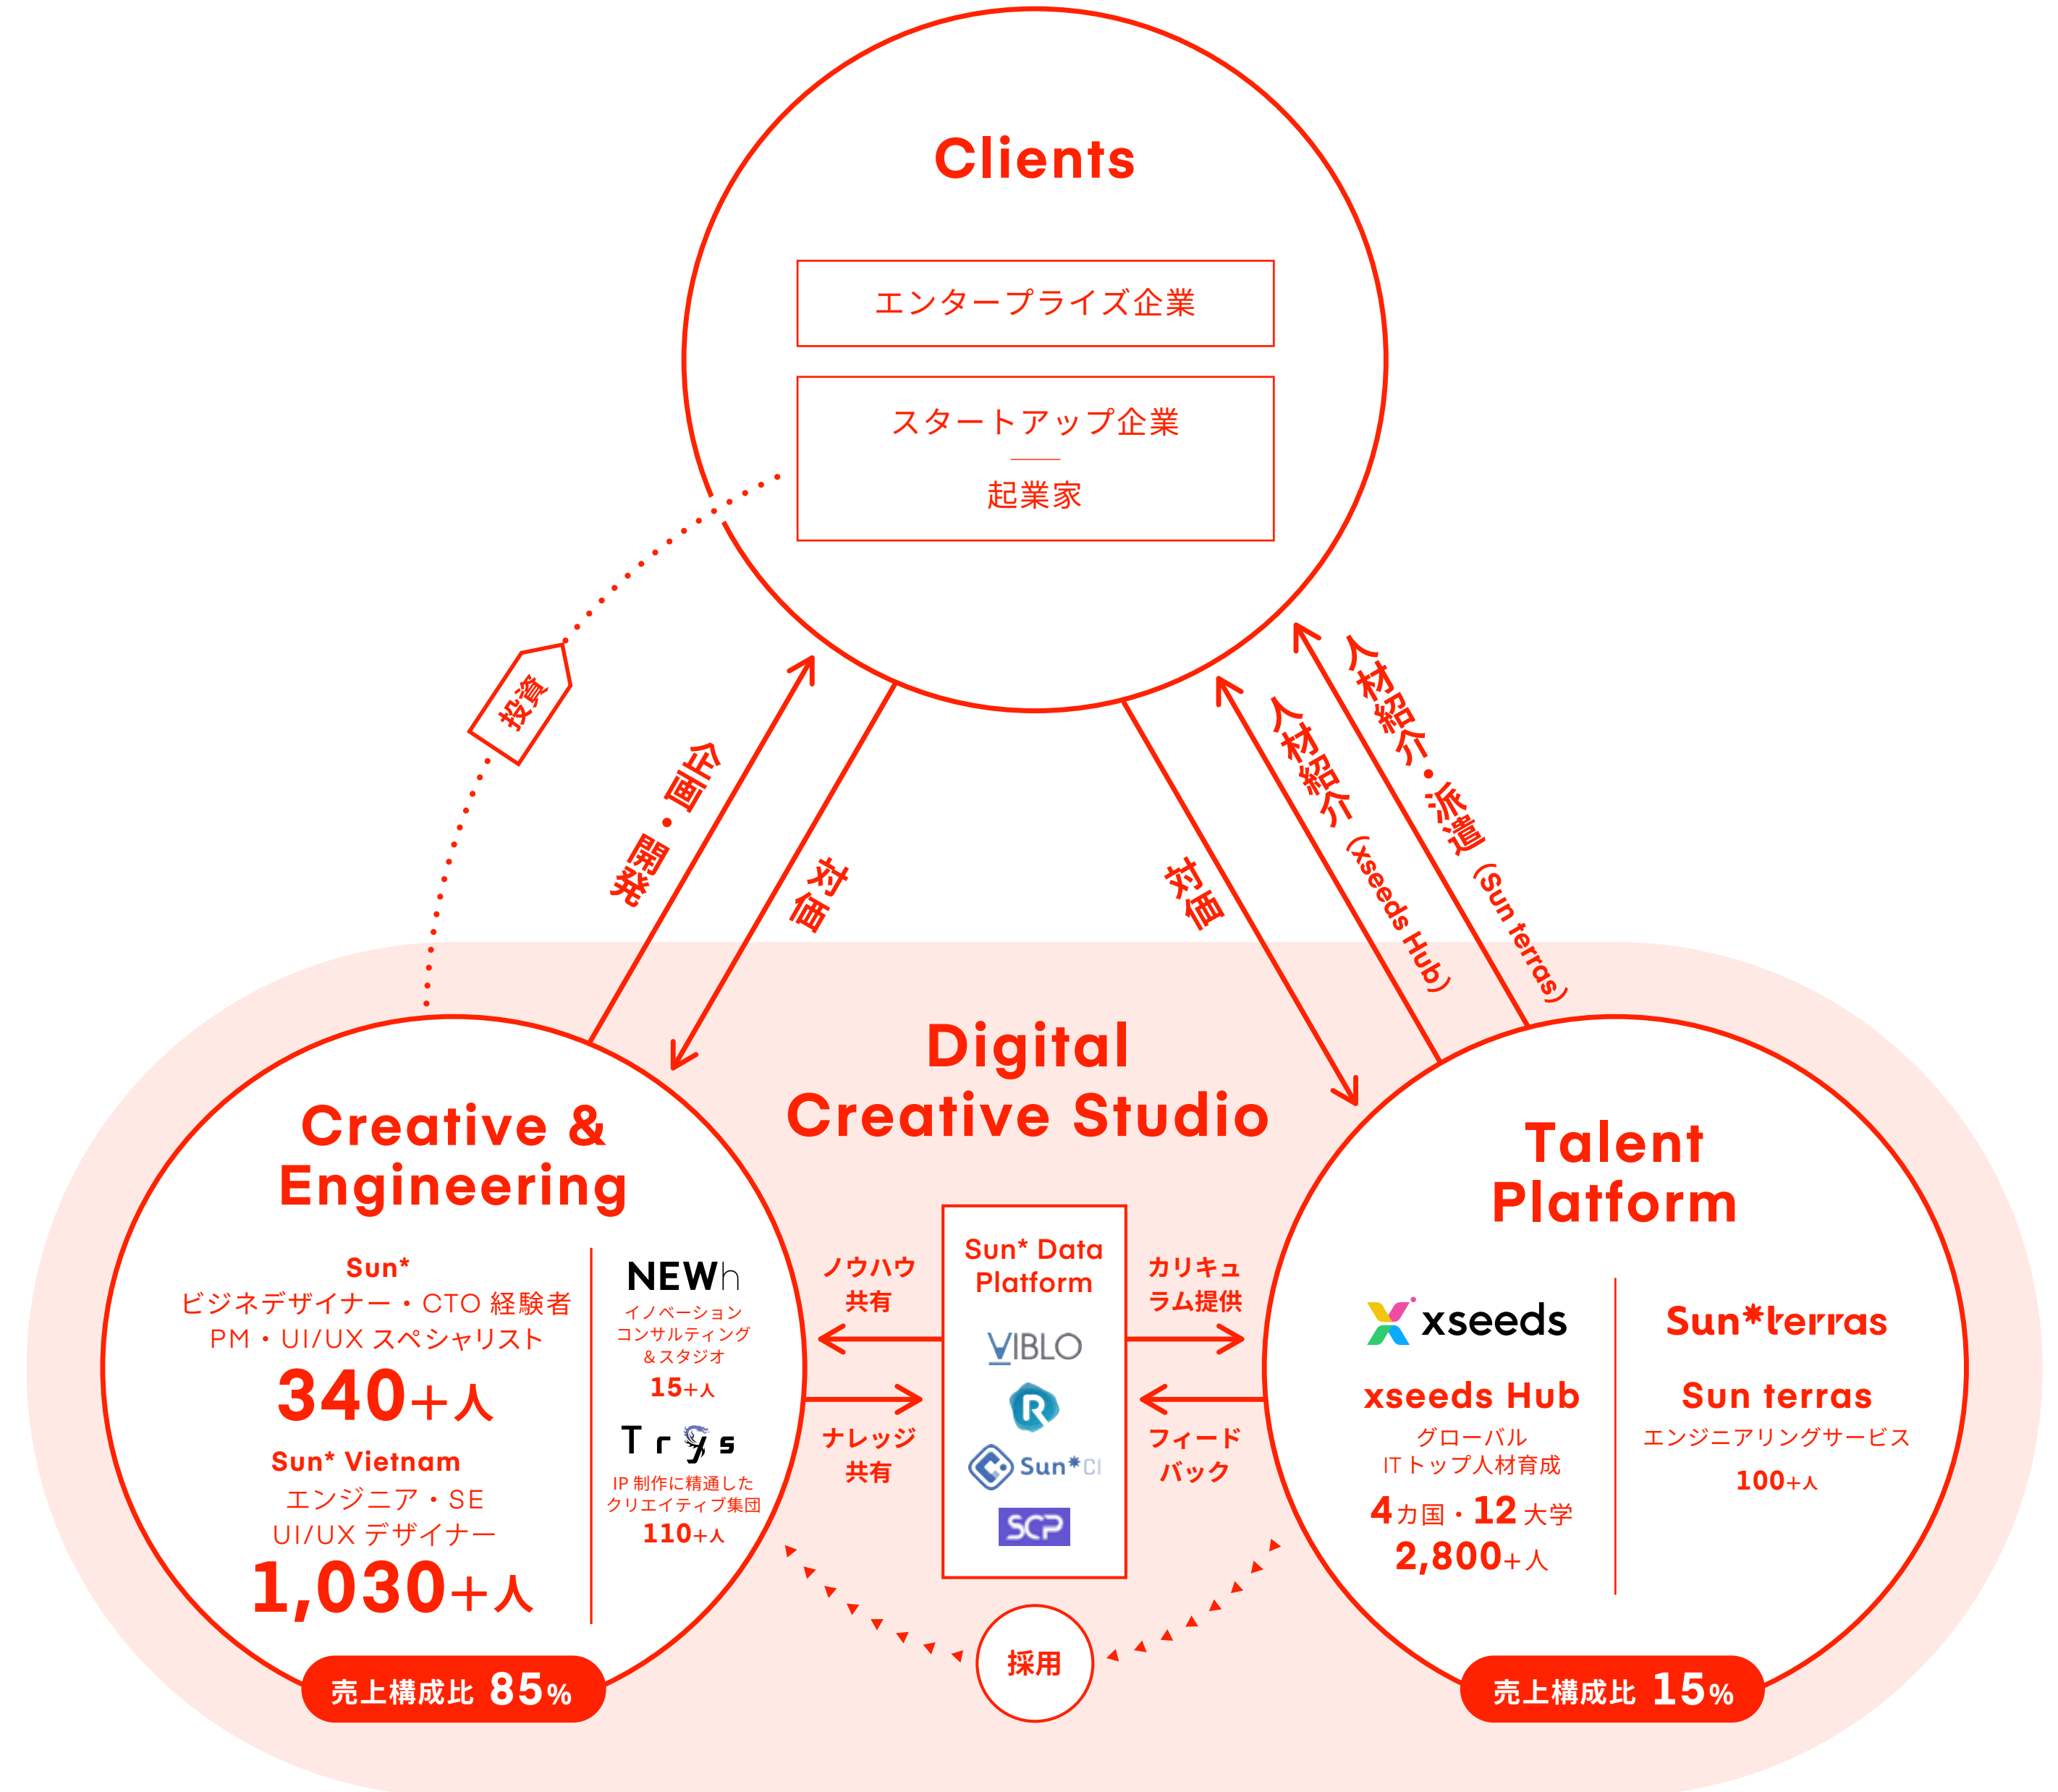 Clients
エンタープライズ企業
スタートアップ企業
起業家
投資
企画・開発
対価
対価
人材紹介（xseeds Hub）
人材紹介・派遣（Sun terras）
Digital
Creative Studio
Creative &
Engineering
Sun*
ビジネスデザイナー・CTO 経験者
PM・UI/UX スペシャリスト
340+人
Sun* Vietnam
エンジニア・SE
UI/UX デザイナー
1,030+人
NEWh
イノベーション
コンサルティング
&スタジオ
15+人
Trys
IP 制作に精通した
クリエイティブ集団
110+人
売上構成比 85%
ノウハウ
共有
ナレッジ
共有
Sun* Data
Platform
VIBLO
R
Sun*CI
SCP
カリキュ
ラム提供
フィード
バック
採用
Talent
Platform
xseeds
xseeds Hub
グローバル
ITトップ人材育成
4カ国・12大学
2,800+人
Sun*terras
Sun terras
エンジニアリングサービス
100+人
売上構成比 15%